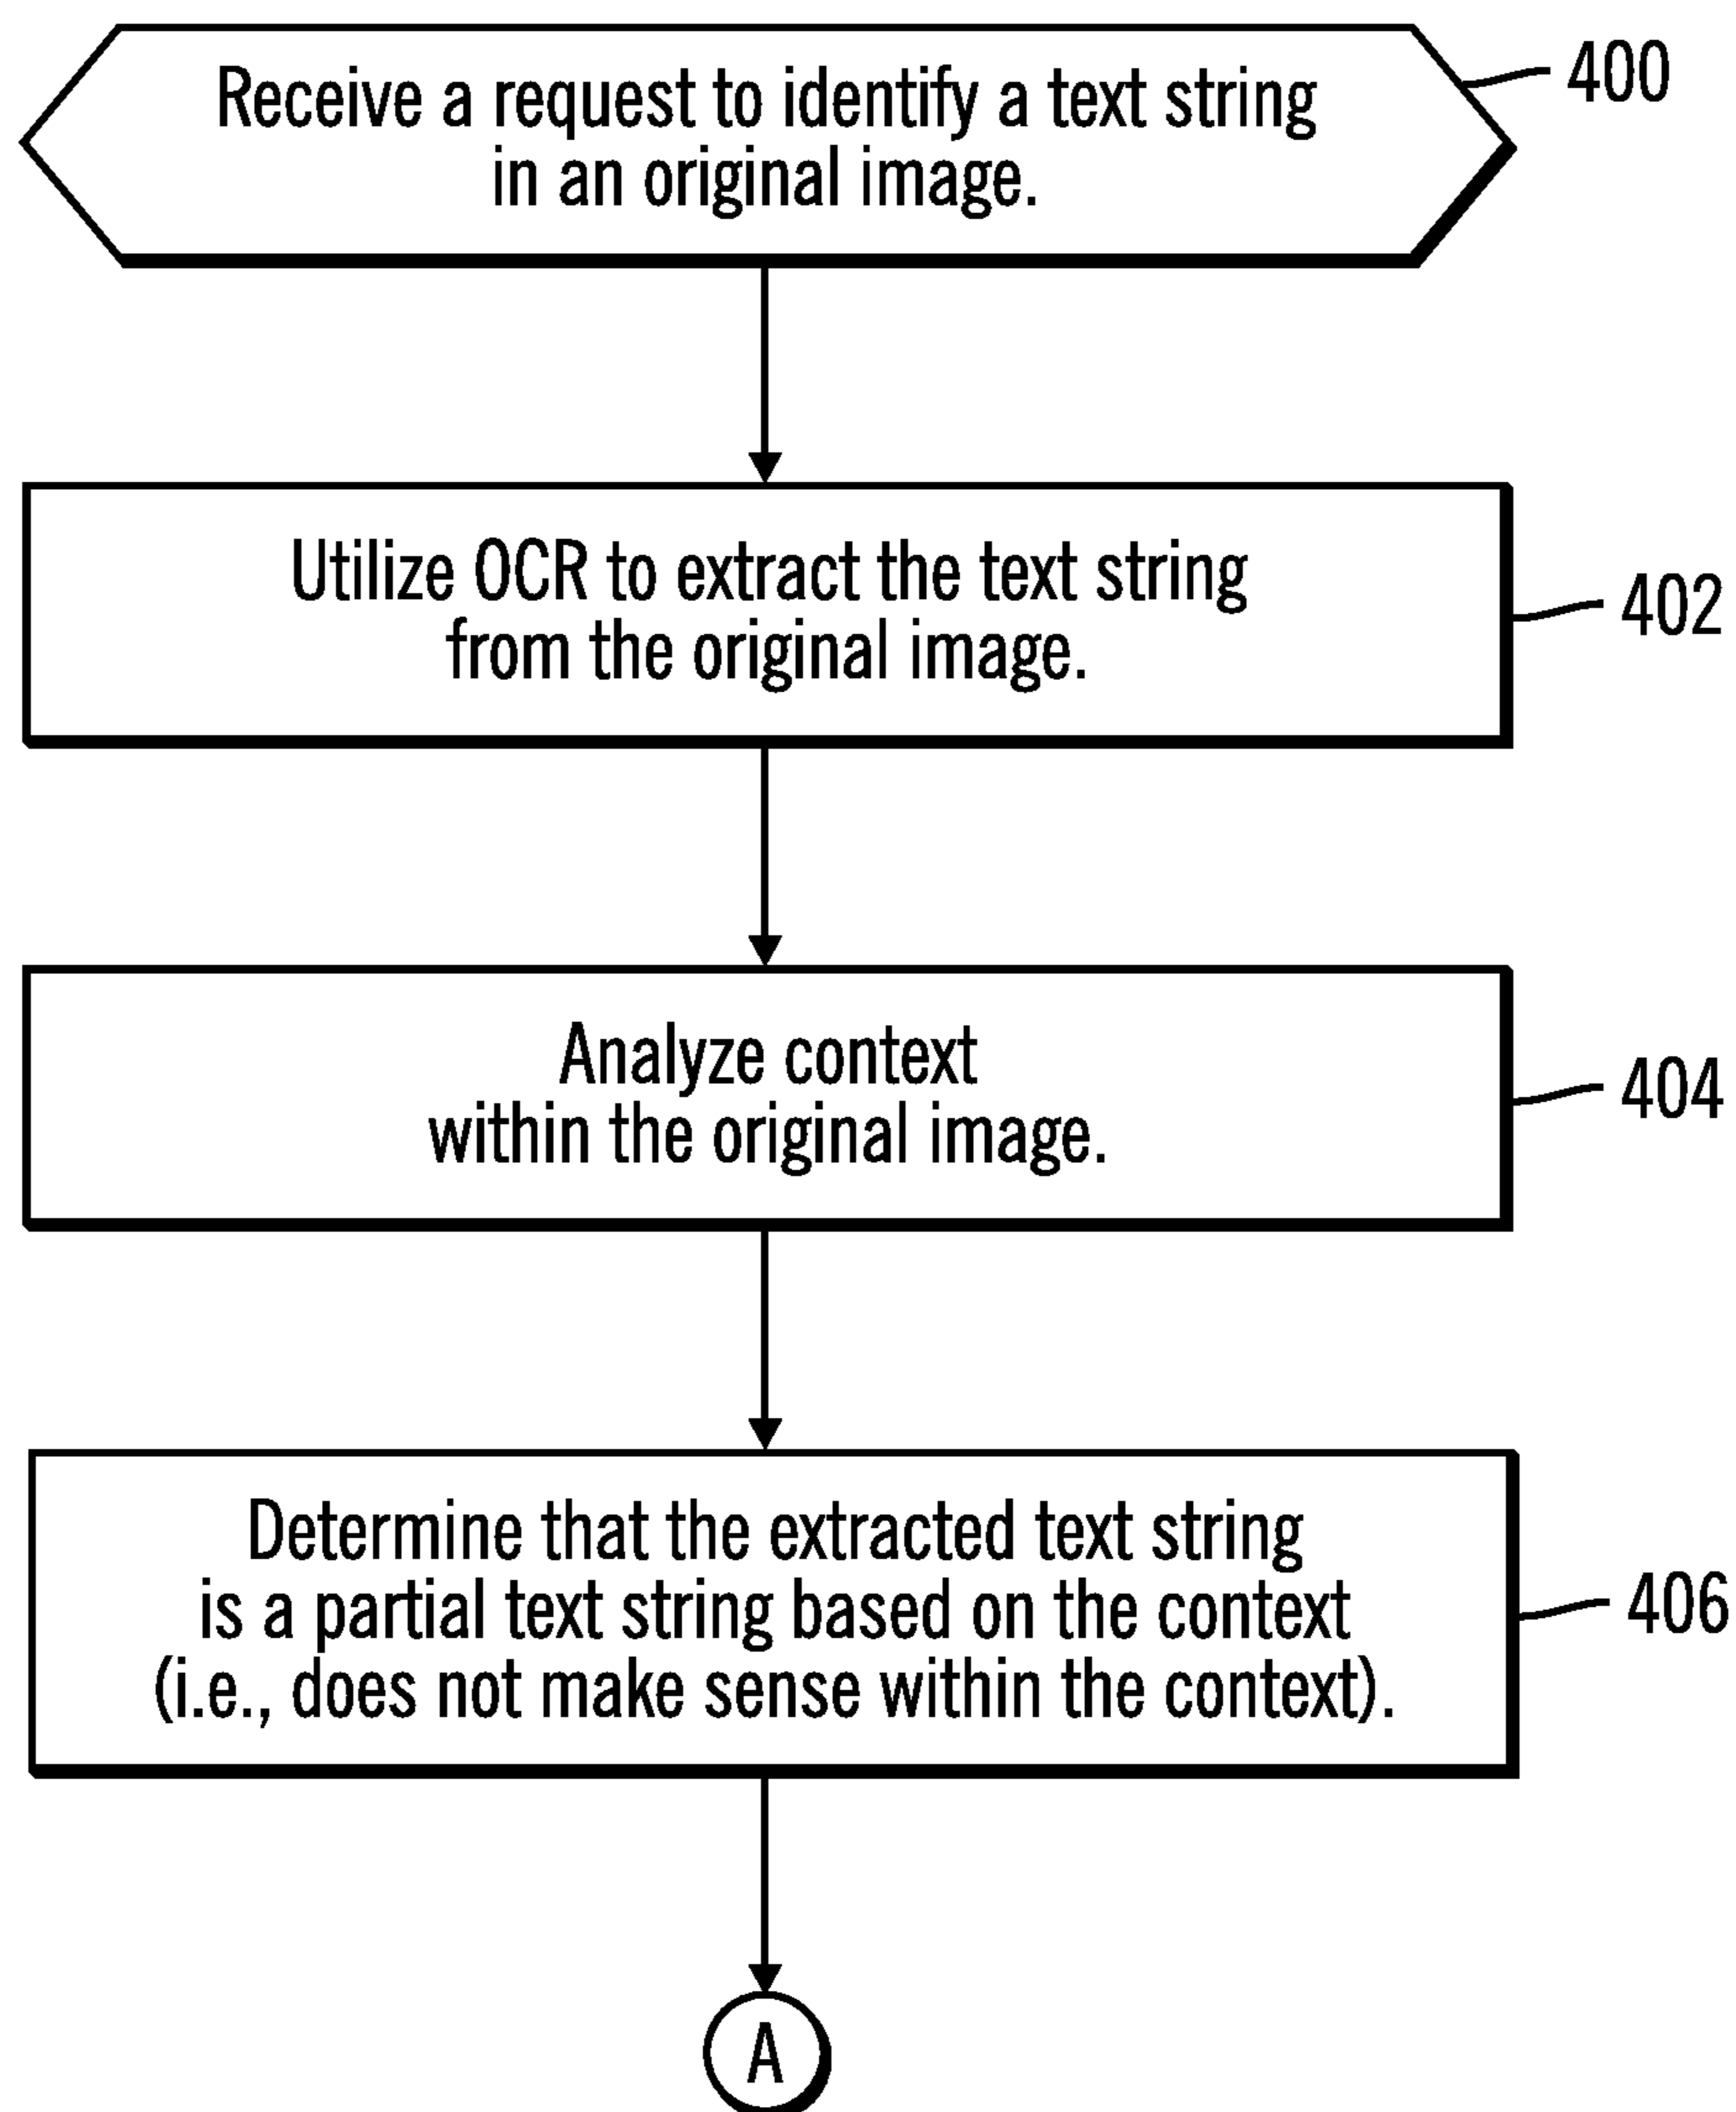 Receive a request to identify a text string
in an original image.
400
Utilize OCR to extract the text string
from the original image.
402
Analyze context
within the original image.
404
Determine that the extracted text string
is a partial text string based on the context
(i.e., does not make sense within the context).
406
A